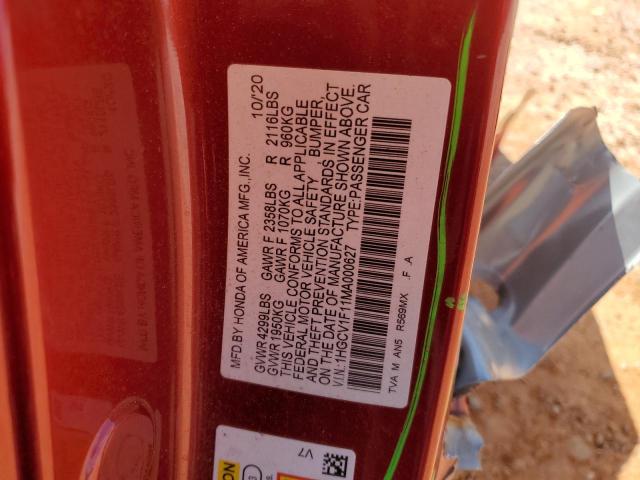 MFD.BY HONDA OF AMERICA MFG.,INC. 10/20
GVWR 4299LBS GAWR F 2358LBS R 2116LBS
GVWR 1950KG GAWR F 1070KG R 960KG
THIS VEHICLE CONFORMS TO ALL APPLICABLE
FEDERAL MOTOR VEHICLE SAFETY , BUMPER,
AND THEFT PREVENTION STANDARDS IN EFFECT
ON THE DATE OF MANUFACTURE SHOWN ABOVE.
V.I.N.:1HGCV1F11MA000627 TYPE:PASSENGER CAR
TVA M AN5 R569MX .F .A
V7